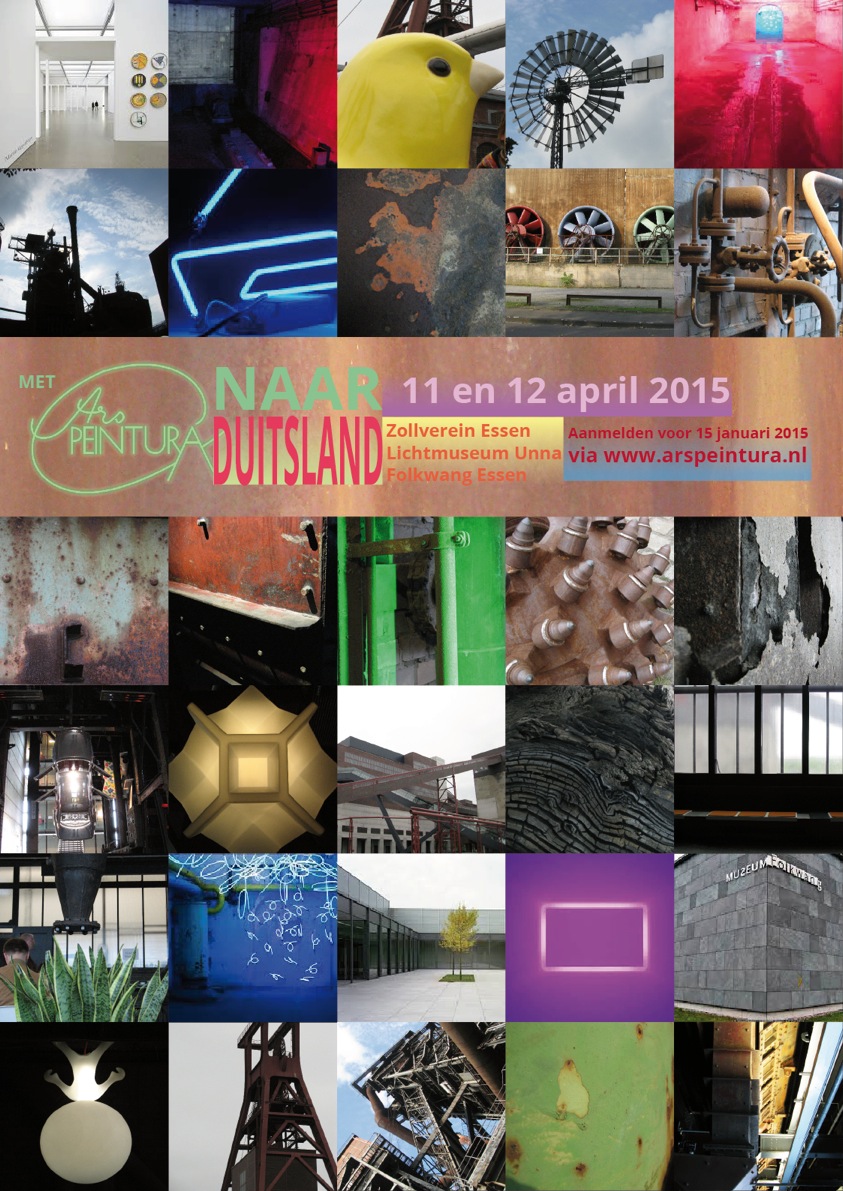 MET
Ars
PEINTURA
NAAR
DUITSLAND
11 en 12 april 2015
Zollverein Essen
Lichtmuseum Unna
Folkwang Essen
Aanmelden voor 15 januari 2015
via www.arspeintura.nl
MUSEUM Folkwang